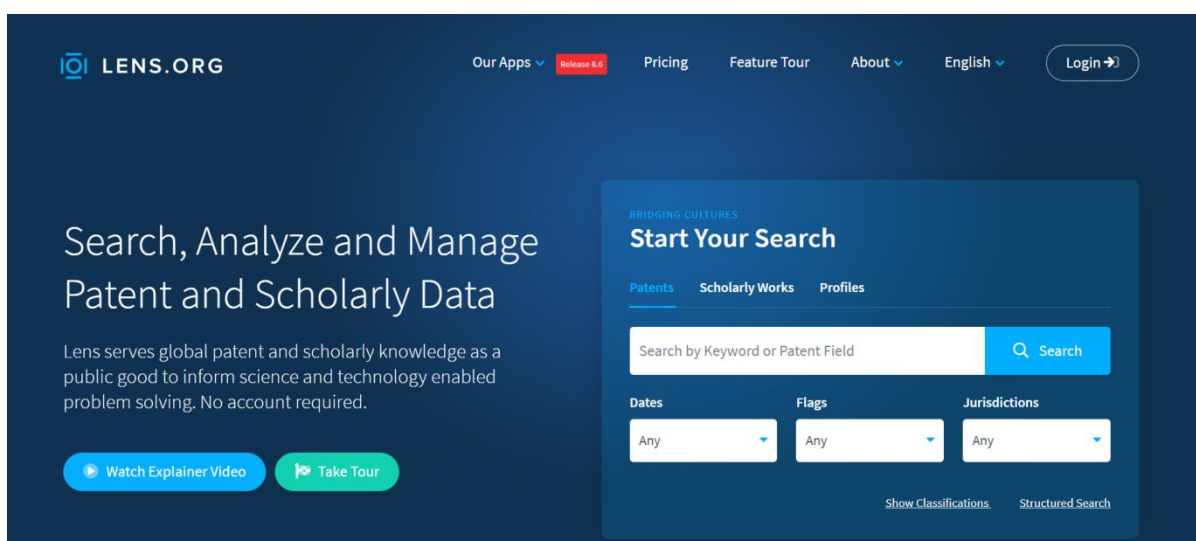 LENS.ORG
Our Apps Release 8.6 Pricing Feature Tour About English Login
Search, Analyze and Manage
Patent and Scholarly Data
Lens serves global patent and scholarly knowledge as a
public good to inform science and technology enabled
problem solving. No account required.
Watch Explainer Video Take Tour
BRIDGING CULTURES
Start Your Search
Patents Scholarly Works Profiles
Search by Keyword or Patent Field Search
Dates Flags Jurisdictions
Any Any Any
Show Classifications Structured Search